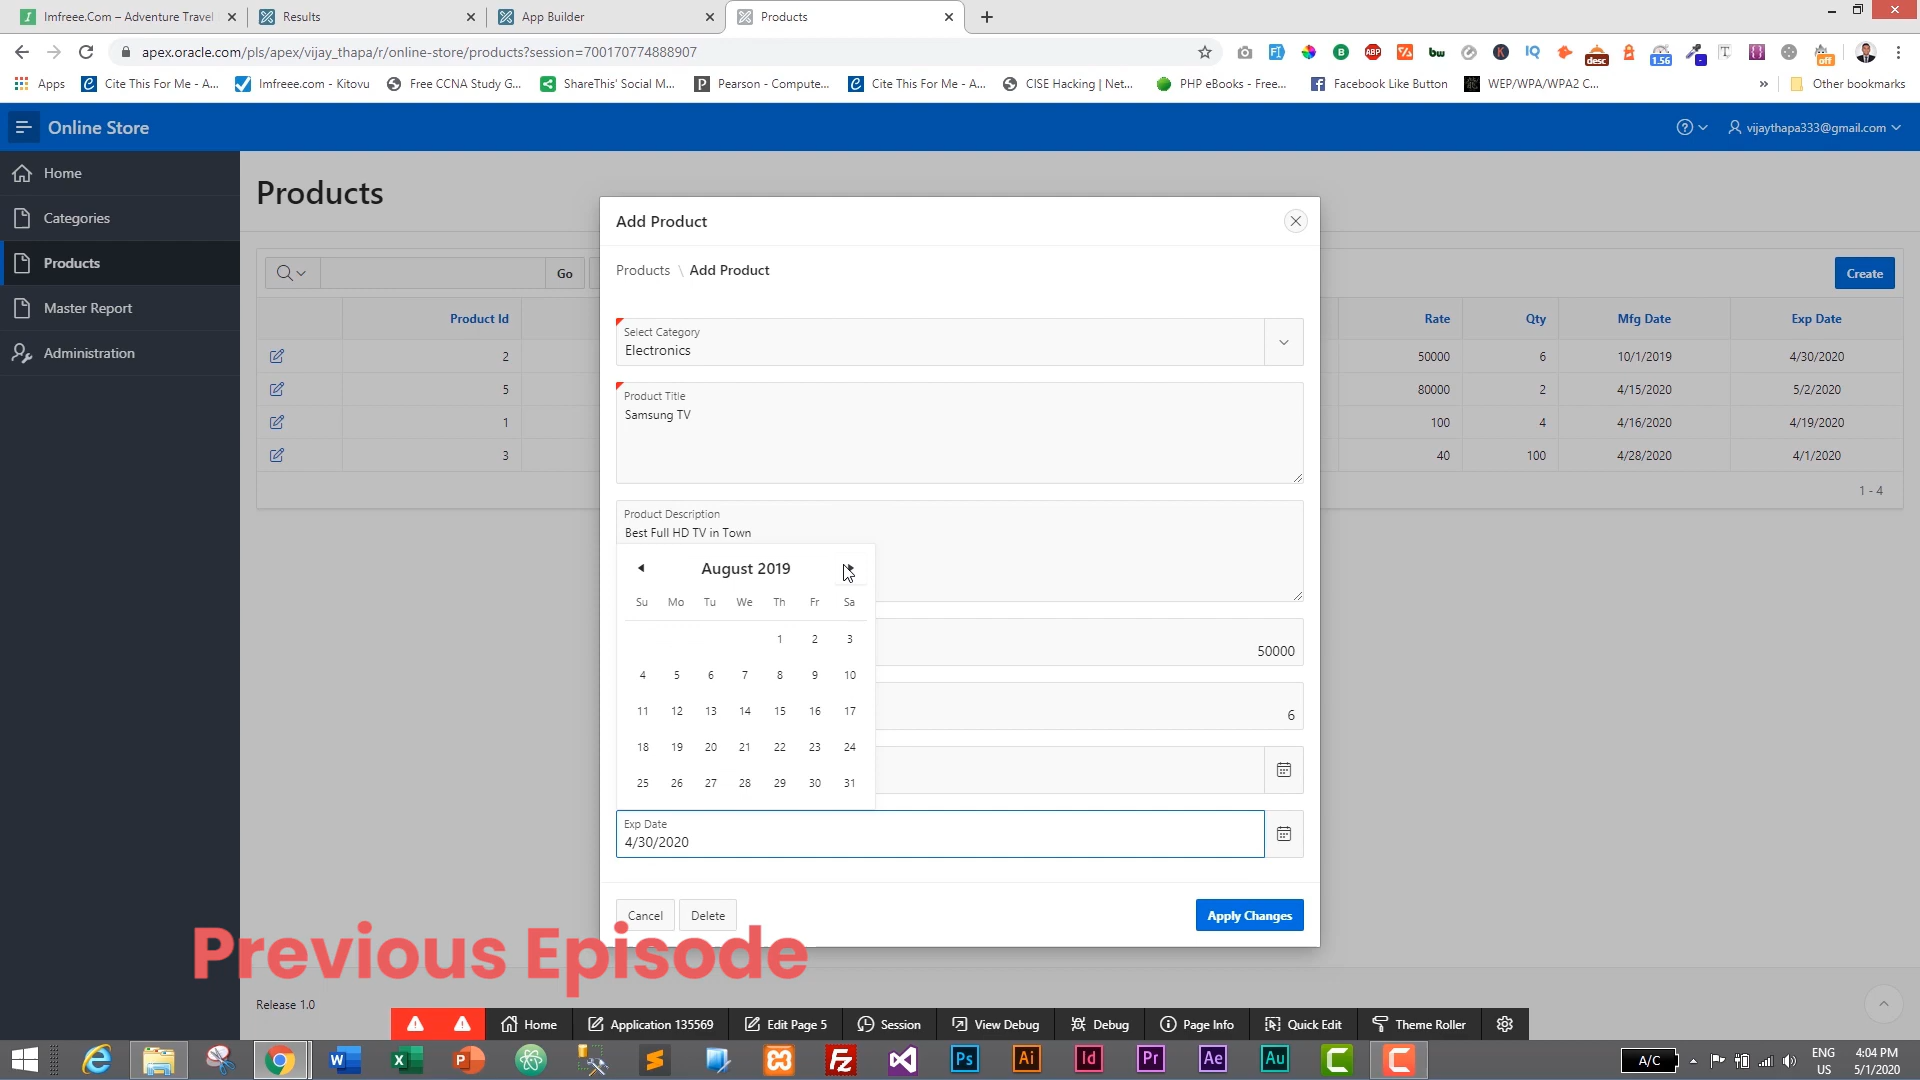 Imfreee.Com – Adventure Travel
Results
App Builder
Products
apex.oracle.com/pls/apex/vijay_thapa/r/online-store/products?session=700170774888907
Apps
Cite This For Me - A...
Imfreee.com - Kitovu
Free CCNA Study G...
ShareThis' Social M...
Pearson - Compute...
Cite This For Me - A...
CISE Hacking | Net...
PHP eBooks - Free...
Facebook Like Button
WEP/WPA/WPA2 C...
»
Other bookmarks
Online Store
vijaythapa333@gmail.com
Home
Categories
Products
Master Report
Administration
Products
Go
Create
Product Id
Rate
Qty
Mfg Date
Exp Date
2
50000
6
10/1/2019
4/30/2020
5
80000
2
4/15/2020
5/2/2020
1
100
4
4/16/2020
4/19/2020
3
40
100
4/28/2020
4/1/2020
1 - 4
Add Product
Products \ Add Product
Select Category
Electronics
Product Title
Samsung TV
Product Description
Best Full HD TV in Town
August 2019
Su Mo Tu We Th Fr Sa
1 2 3
4 5 6 7 8 9 10
11 12 13 14 15 16 17
18 19 20 21 22 23 24
25 26 27 28 29 30 31
50000
6
Exp Date
4/30/2020
Cancel
Delete
Apply Changes
Previous Episode
Release 1.0
Home
Application 135569
Edit Page 5
Session
View Debug
Debug
Page Info
Quick Edit
Theme Roller
A/C
ENG
US
4:04 PM
5/1/2020